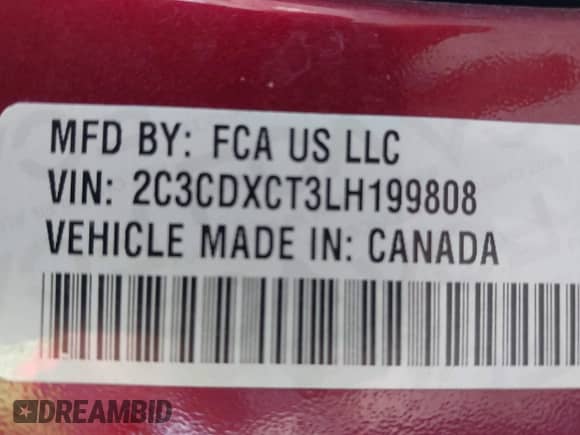 MFD BY: FCA US LLC
VIN: 2C3CDXCT3LH199808
VEHICLE MADE IN: CANADA
DREAMBID